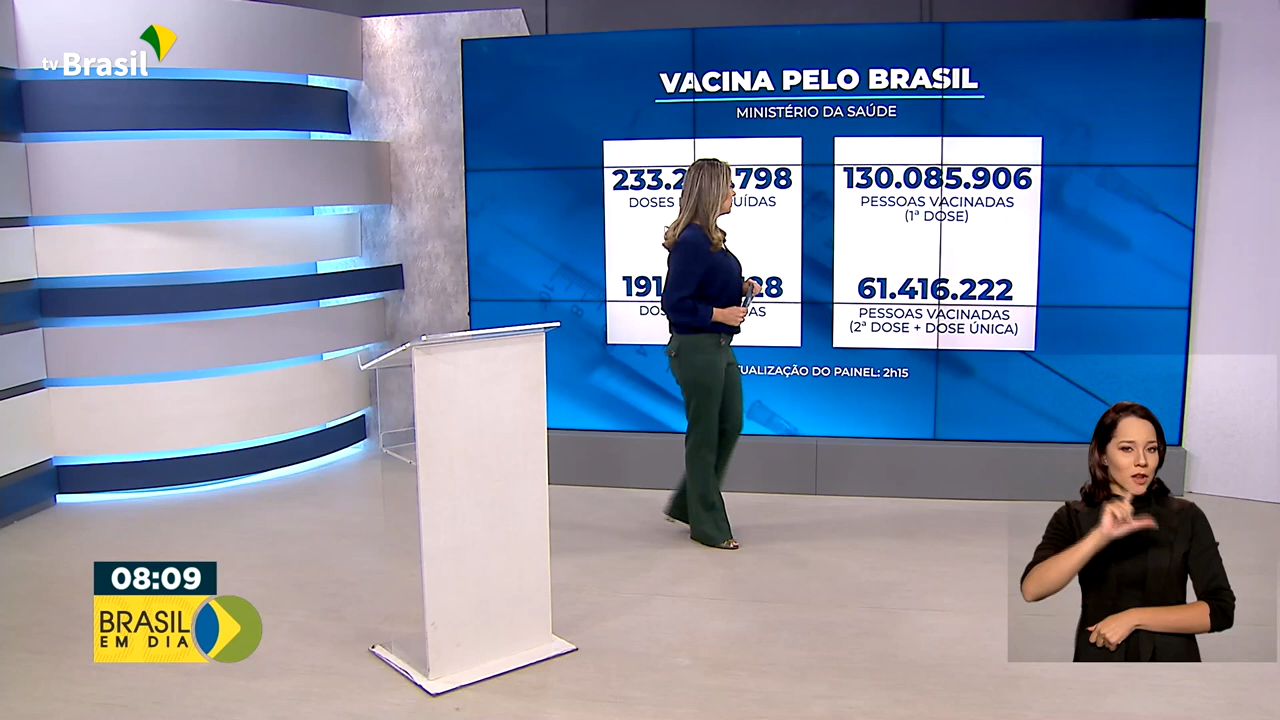 tv Brasil
VACINA PELO BRASIL
MINISTÉRIO DA SAÚDE
798
DOSES
130.085.906
PESSOAS VACINADAS
(1ª DOSE)
61.416.222
PESSOAS VACINADAS
(2ª DOSE + DOSE ÚNICA)
DO PAINEL: 2h15
08:09
BRASIL
EM DIA